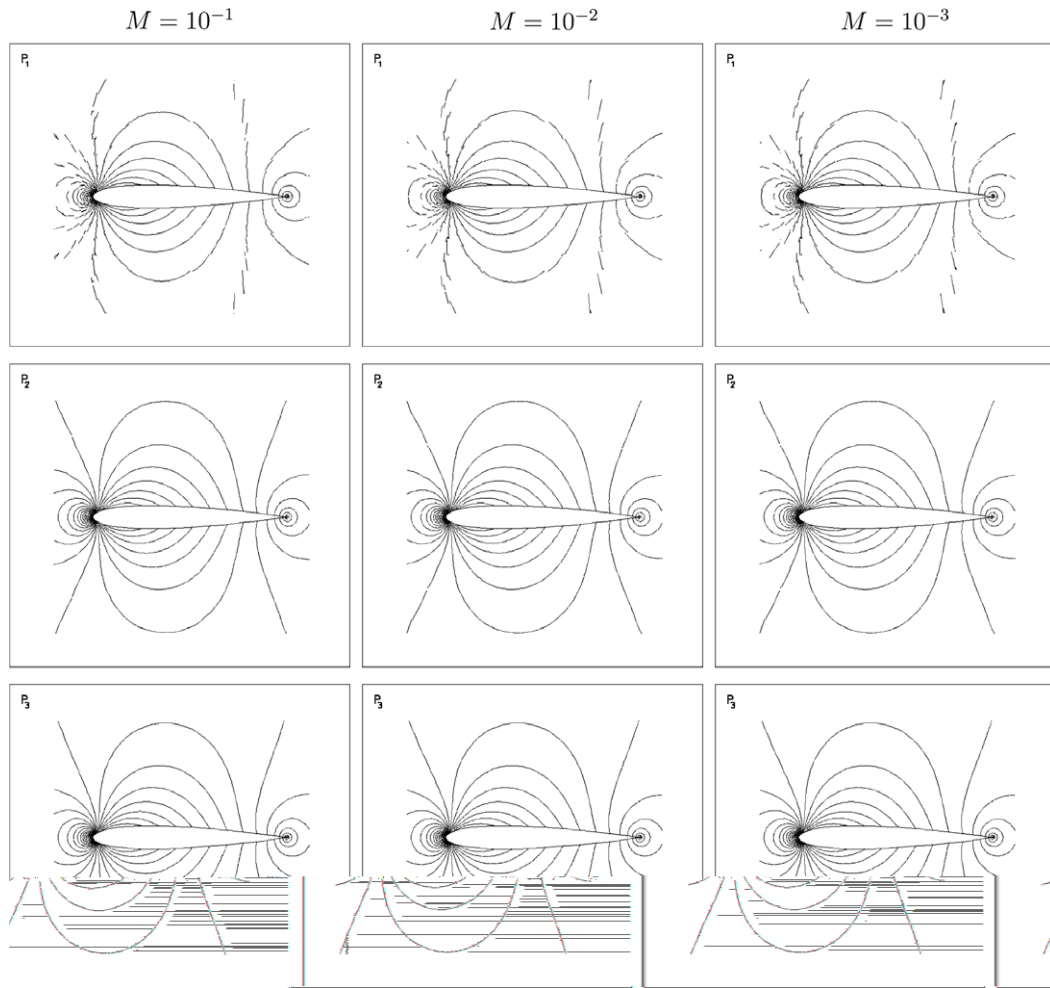 M = 10⁻¹ M = 10⁻² M = 10⁻³
P₁ P₁ P₁
P₂ P₂ P₂
P₃ P₃ P₃